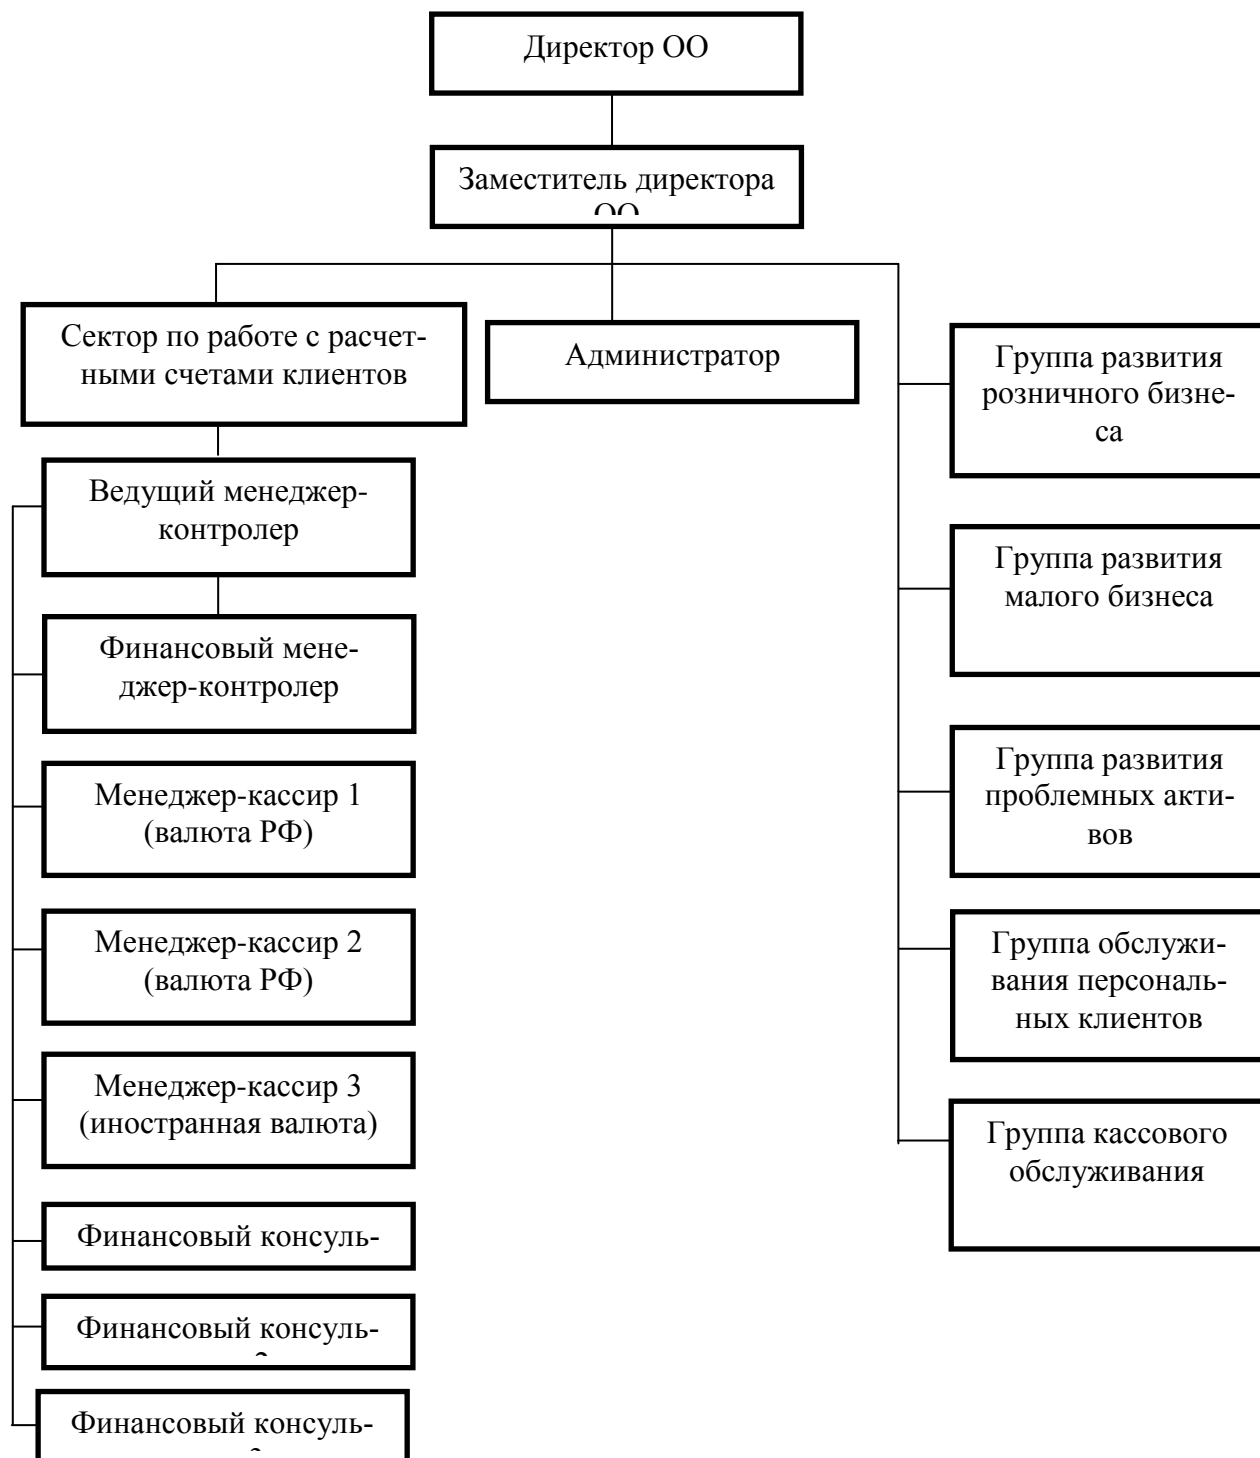 Директор ОО
Заместитель директора
ОО
Сектор по работе с расчет-
ными счетами клиентов
Администратор
Ведущий менеджер-
контролер
Финансовый мене-
джер-контролер
Менеджер-кассир 1
(валюта РФ)
Менеджер-кассир 2
(валюта РФ)
Менеджер-кассир 3
(иностранная валюта)
Финансовый консуль-
Финансовый консуль-
Финансовый консуль-
Группа развития
розничного бизне-
са
Группа развития
малого бизнеса
Группа развития
проблемных акти-
вов
Группа обслужи-
вания персональ-
ных клиентов
Группа кассового
обслуживания